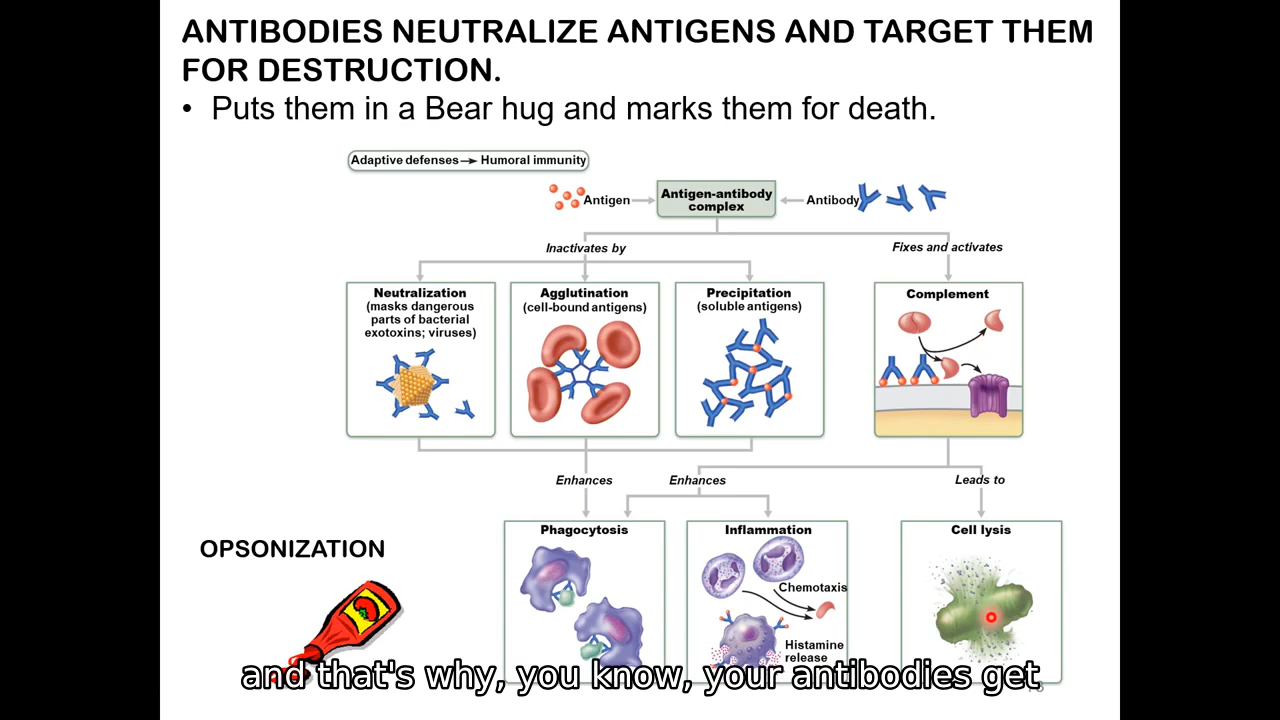 ANTIBODIES NEUTRALIZE ANTIGENS AND TARGET THEM
FOR DESTRUCTION.
• Puts them in a Bear hug and marks them for death.
Adaptive defenses → Humoral immunity
Antigen
Antigen-antibody
complex
Antibody
Inactivates by
Fixes and activates
Neutralization
(masks dangerous
parts of bacterial
exotoxins; viruses)
Agglutination
(cell-bound antigens)
Precipitation
(soluble antigens)
Complement
Enhances
Enhances
Leads to
Phagocytosis
Inflammation
Chemotaxis
Histamine
release
Cell lysis
OPSONIZATION
and that's why, you know, your antibodies get